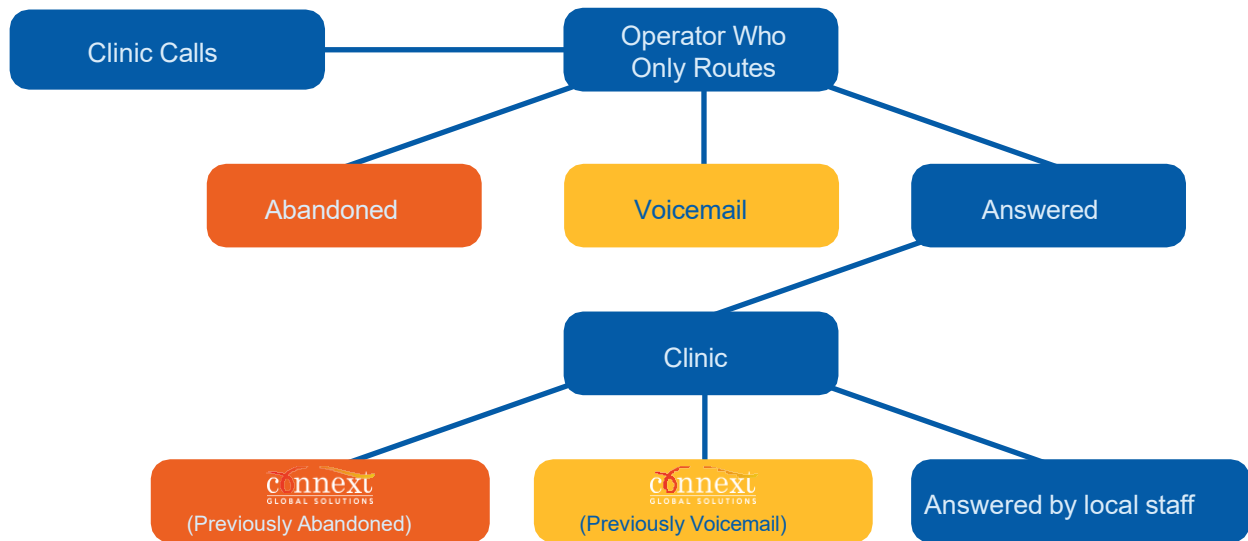 Clinic Calls
Operator Who
Only Routes
Abandoned
Voicemail
Answered
Clinic
connext
GLOBAL SOLUTIONS
(Previously Abandoned)
connext
GLOBAL SOLUTIONS
(Previously Voicemail)
Answered by local staff